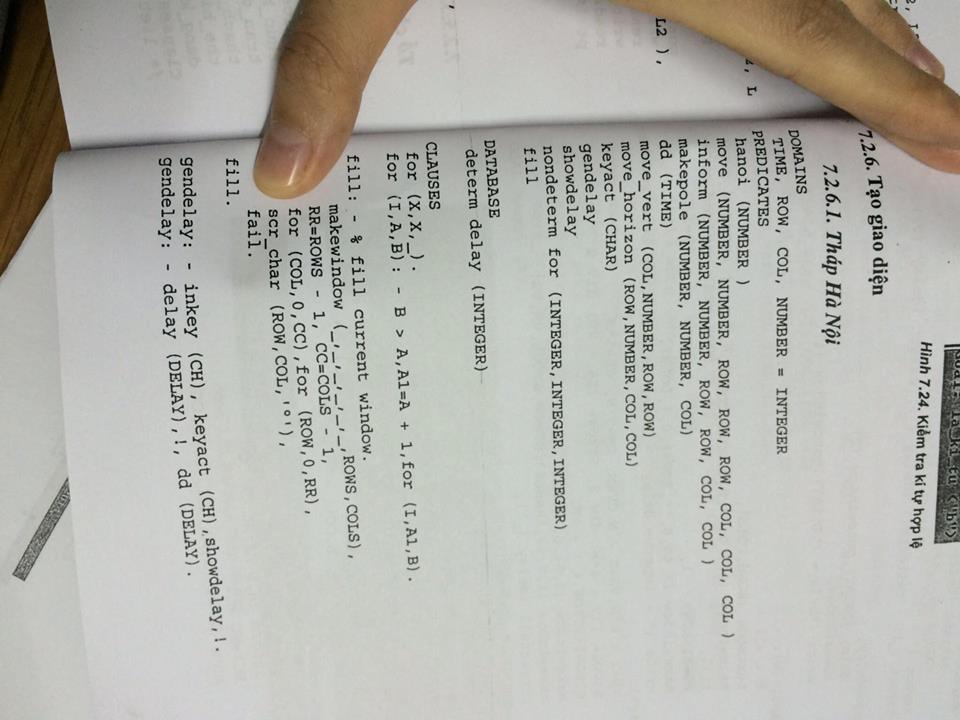 Goal: la_ki_tu ("b")
Hình 7.24. Kiểm tra kí tự hợp lệ
7.2.6. Tạo giao diện
7.2.6.1. Tháp Hà Nội
DOMAINS
TIME, ROW, COL, NUMBER = INTEGER
PREDICATES
hanoi (NUMBER )
move (NUMBER, NUMBER, ROW, ROW, ROW, COL, COL, COL )
inform (NUMBER, NUMBER, ROW, ROW, COL, COL )
makepole (NUMBER, NUMBER, COL)
dd (TIME)
move_vert (COL,NUMBER,ROW,ROW)
move_horizon (ROW,NUMBER,COL,COL)
keyact (CHAR)
gendelay
showdelay
nondeterm for (INTEGER,INTEGER,INTEGER)
fill
DATABASE
determ delay (INTEGER)
CLAUSES
for (X,X,_).
for (I,A,B): - B > A,A1=A + 1,for (I,A1,B).
fill: - % fill current window.
makewindow (_,_,_,_,_,_,ROWS,COLS),
RR=ROWS - 1, CC=COLS - 1,
for (COL,0,CC),for (ROW,0,RR),
scr_char (ROW,COL,'°'),
fail.
fill.
gendelay: - inkey (CH), keyact (CH),showdelay,!.
gendelay: - delay (DELAY),!, dd (DELAY).
L2 ),